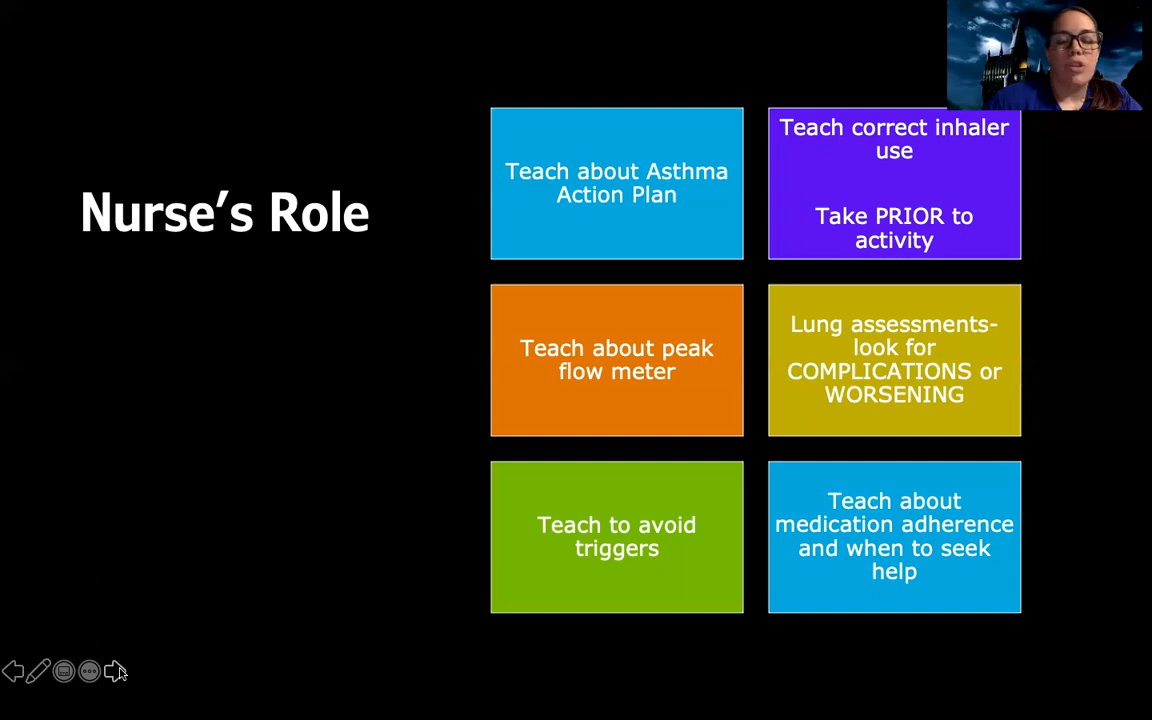 Nurse’s Role
Teach about Asthma
Action Plan
Teach correct inhaler
use
Take PRIOR to
activity
Teach about peak
flow meter
Lung assessments-
look for
COMPLICATIONS or
WORSENING
Teach to avoid
triggers
Teach about
medication adherence
and when to seek
help